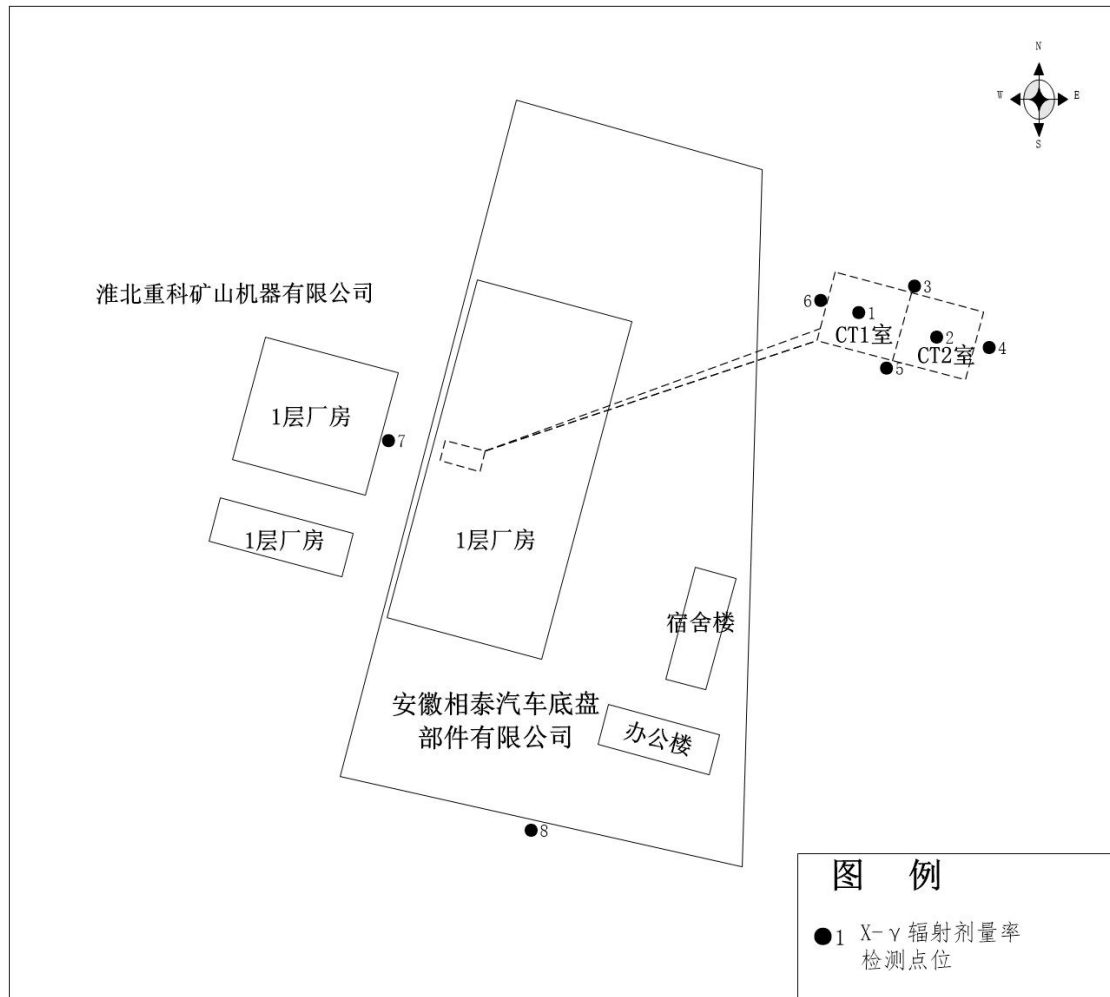 N
W
E
S
淮北重科矿山机器有限公司
3
6
1
2
CT1室
CT2室
4
5
1层厂房
7
1层厂房
1层厂房
宿舍楼
安徽相泰汽车底盘
部件有限公司
办公楼
8
图 例
1 X-γ辐射剂量率
检测点位